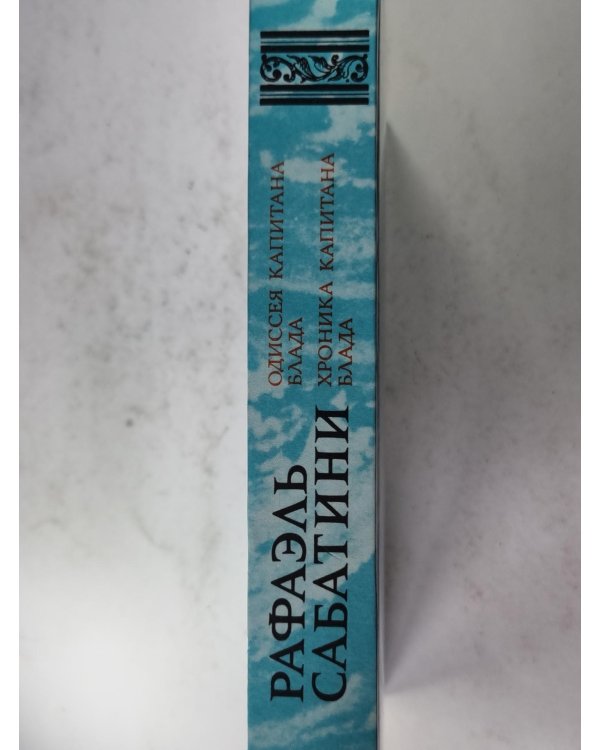 РАФАЭЛЬ
САБАТИНИ
ОДИССЕЯ КАПИТАНА
БЛАДА
ХРОНИКА КАПИТАНА
БЛАДА